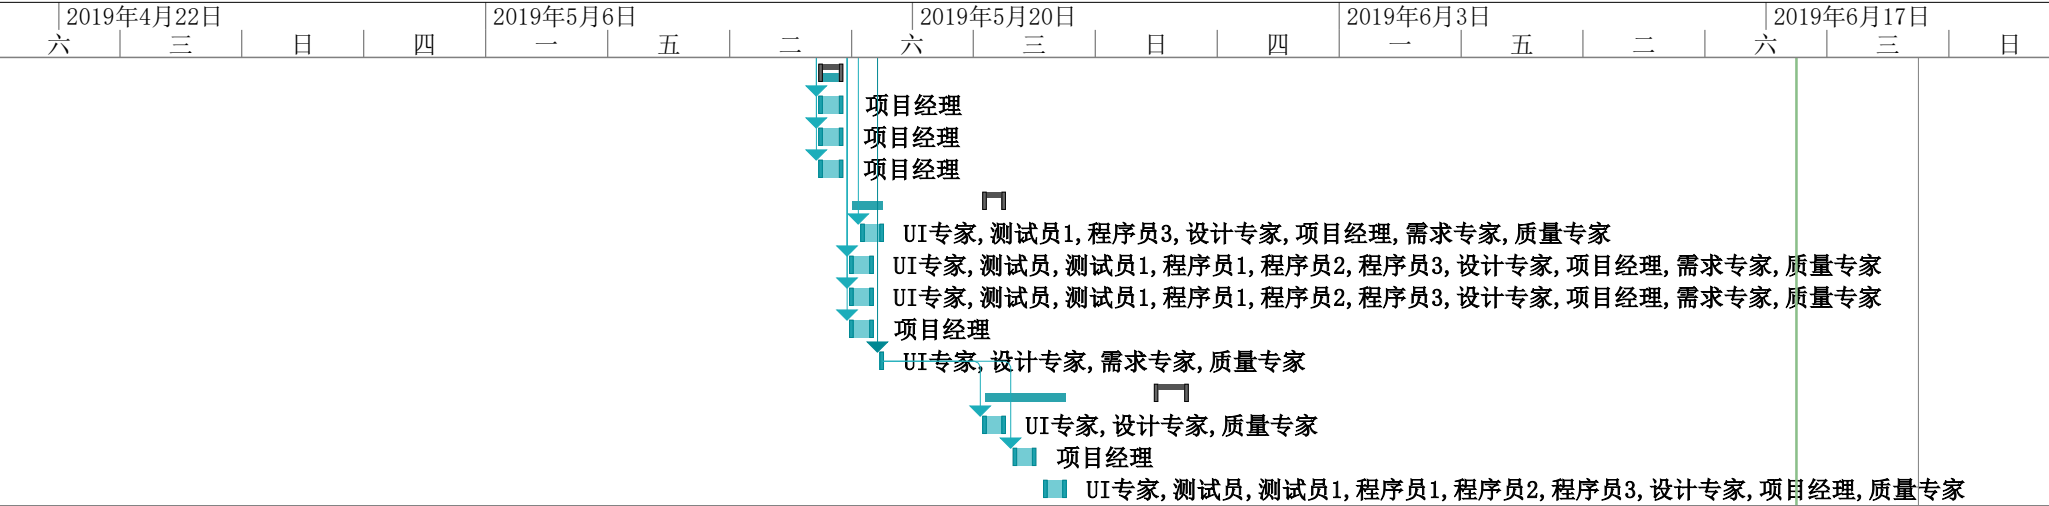 2019年4月22日 2019年5月6日 2019年5月20日 2019年6月3日 2019年6月17日
六 三 日 四 一 五 二 六 三 日 四 一 五 二 六 三 日
项目经理
项目经理
项目经理
UI专家,测试员1,程序员3,设计专家,项目经理,需求专家,质量专家
UI专家,测试员,测试员1,程序员1,程序员2,程序员3,设计专家,项目经理,需求专家,质量专家
UI专家,测试员,测试员1,程序员1,程序员2,程序员3,设计专家,项目经理,需求专家,质量专家
项目经理
UI专家,设计专家,需求专家,质量专家
UI专家,设计专家,质量专家
项目经理
UI专家,测试员,测试员1,程序员1,程序员2,程序员3,设计专家,项目经理,质量专家